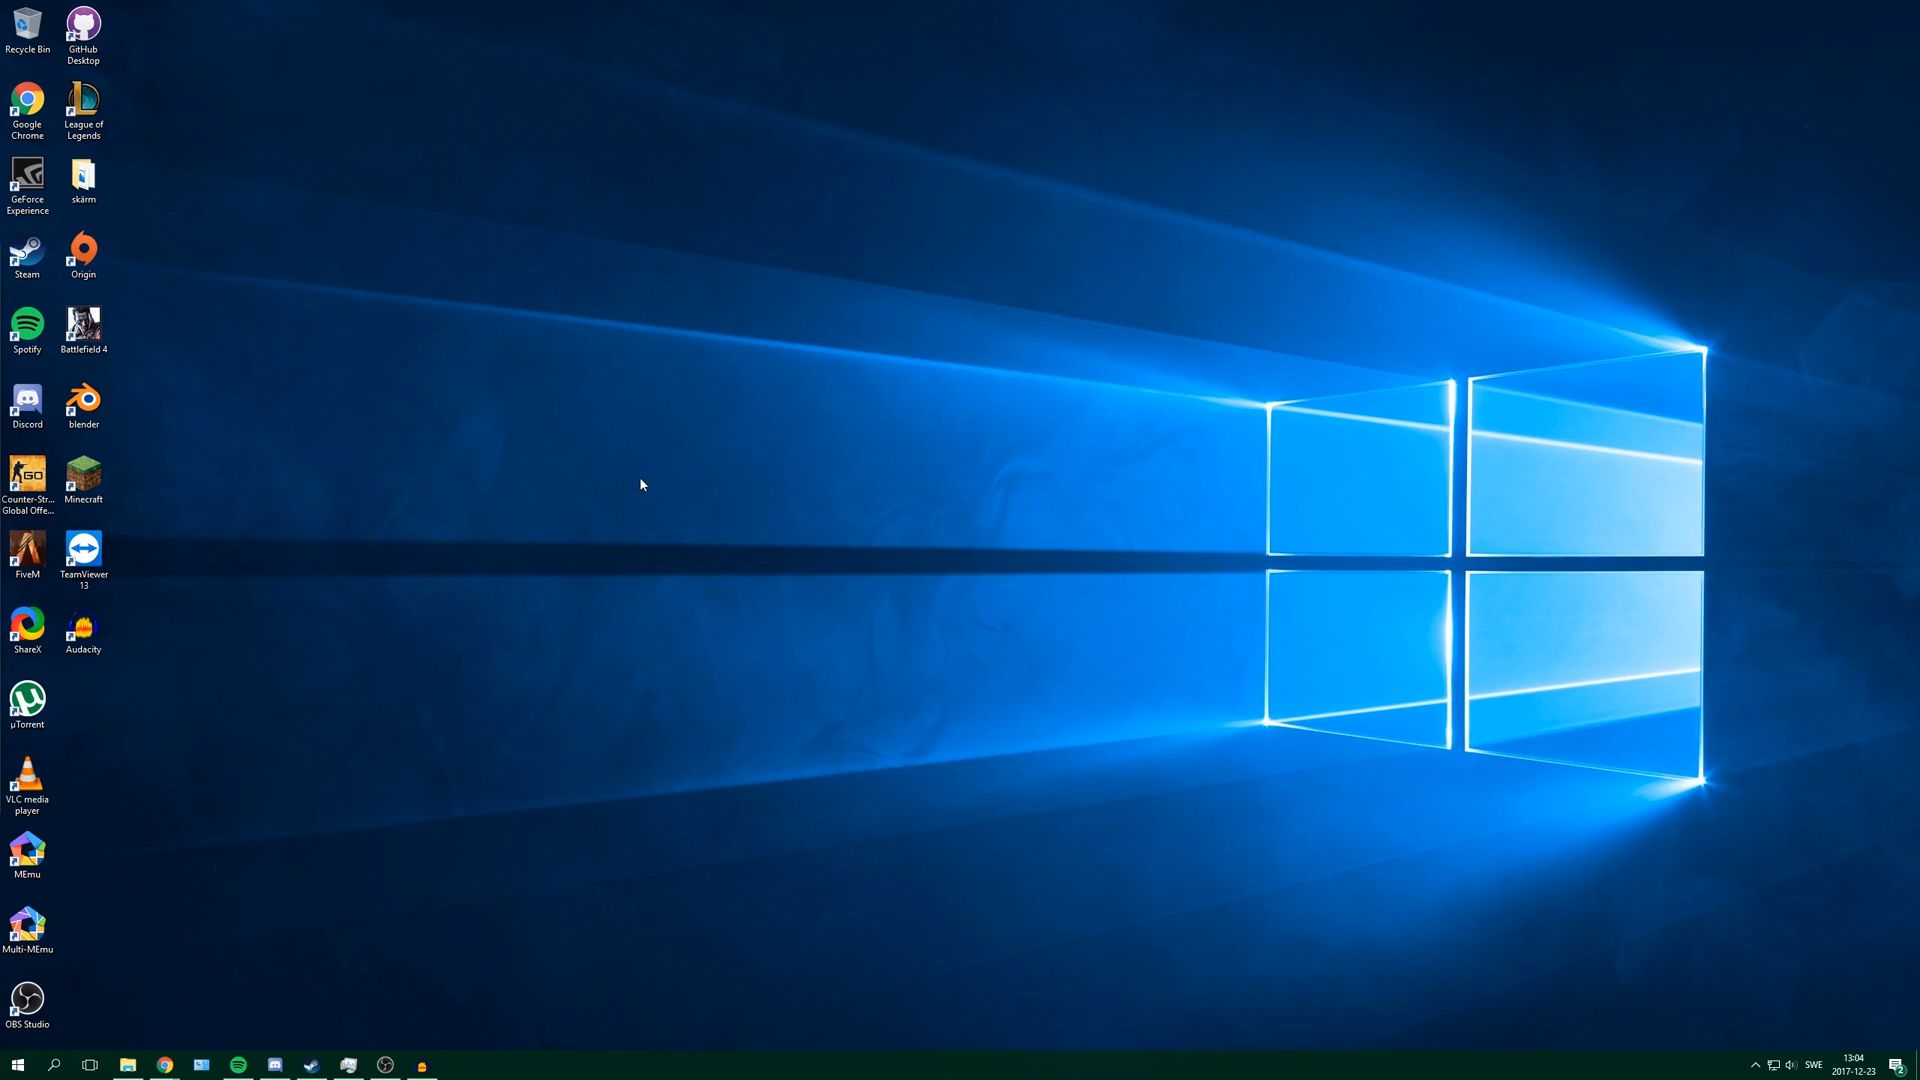 Recycle Bin
GitHub
Desktop
Google
Chrome
League of
Legends
GeForce
Experience
skärm
Steam
Origin
Spotify
Battlefield 4
Discord
blender
GO
Counter-Str...
Global Offe...
Minecraft
FiveM
TeamViewer
13
ShareX
Audacity
µTorrent
VLC media
player
MEmu
Multi-MEmu
OBS Studio
SWE
13:04
2017-12-23
2